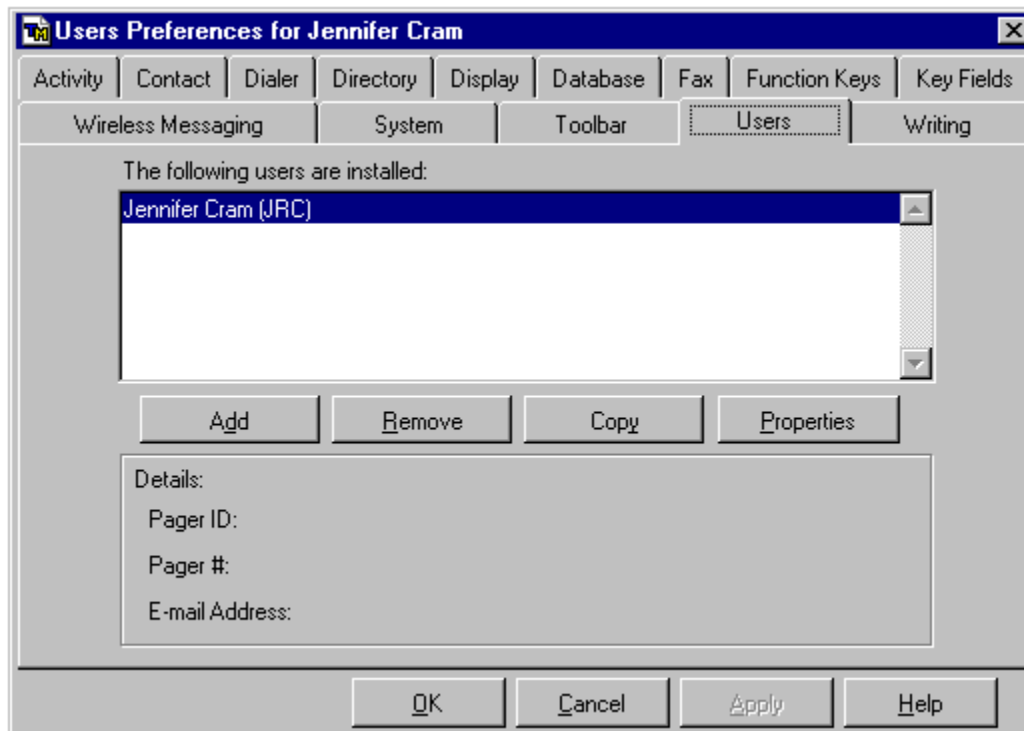 TM Users Preferences for Jennifer Cram
Activity Contact Dialer Directory Display Database Fax Function Keys Key Fields
Wireless Messaging System Toolbar Users Writing
The following users are installed:
Jennifer Cram (JRC)
Add Remove Copy Properties
Details:
Pager ID:
Pager #:
E-mail Address:
OK Cancel Apply Help